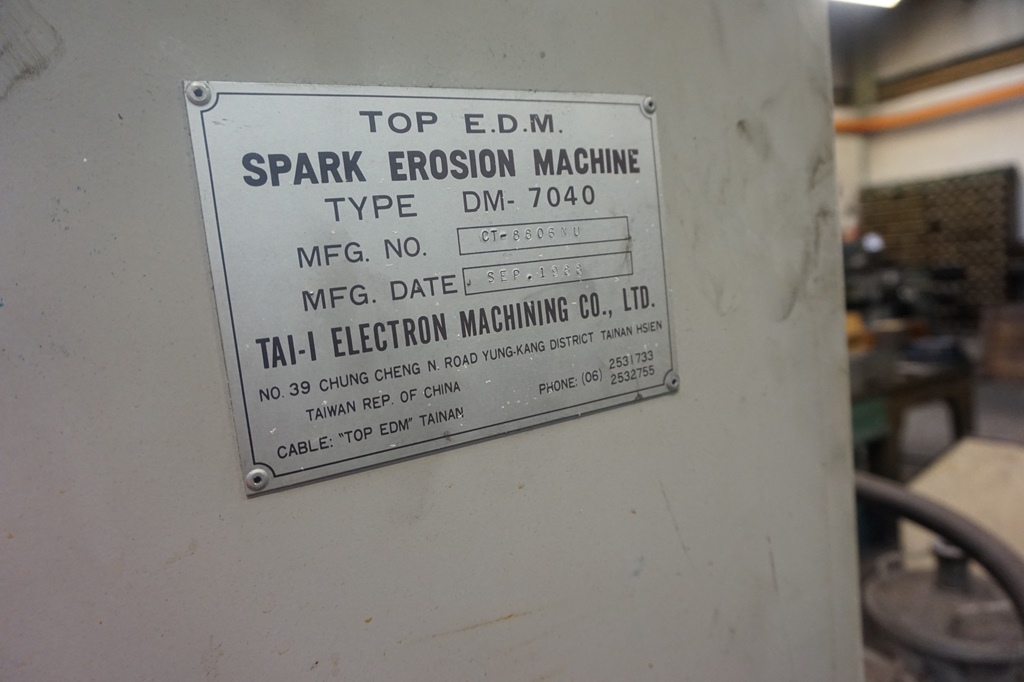 TOP E.D.M.
SPARK EROSION MACHINE
TYPE DM- 7040
MFG. NO.
MFG. DATE SEP.
TAI-I ELECTRON MACHINING CO., LTD.
NO. 39 CHUNG CHENG N. ROAD YUNG-KANG DISTRICT TAINAN HSIEN
TAIWAN REP. OF CHINA
PHONE: (06) 2531733
2532755
CABLE: "TOP EDM" TAINAN